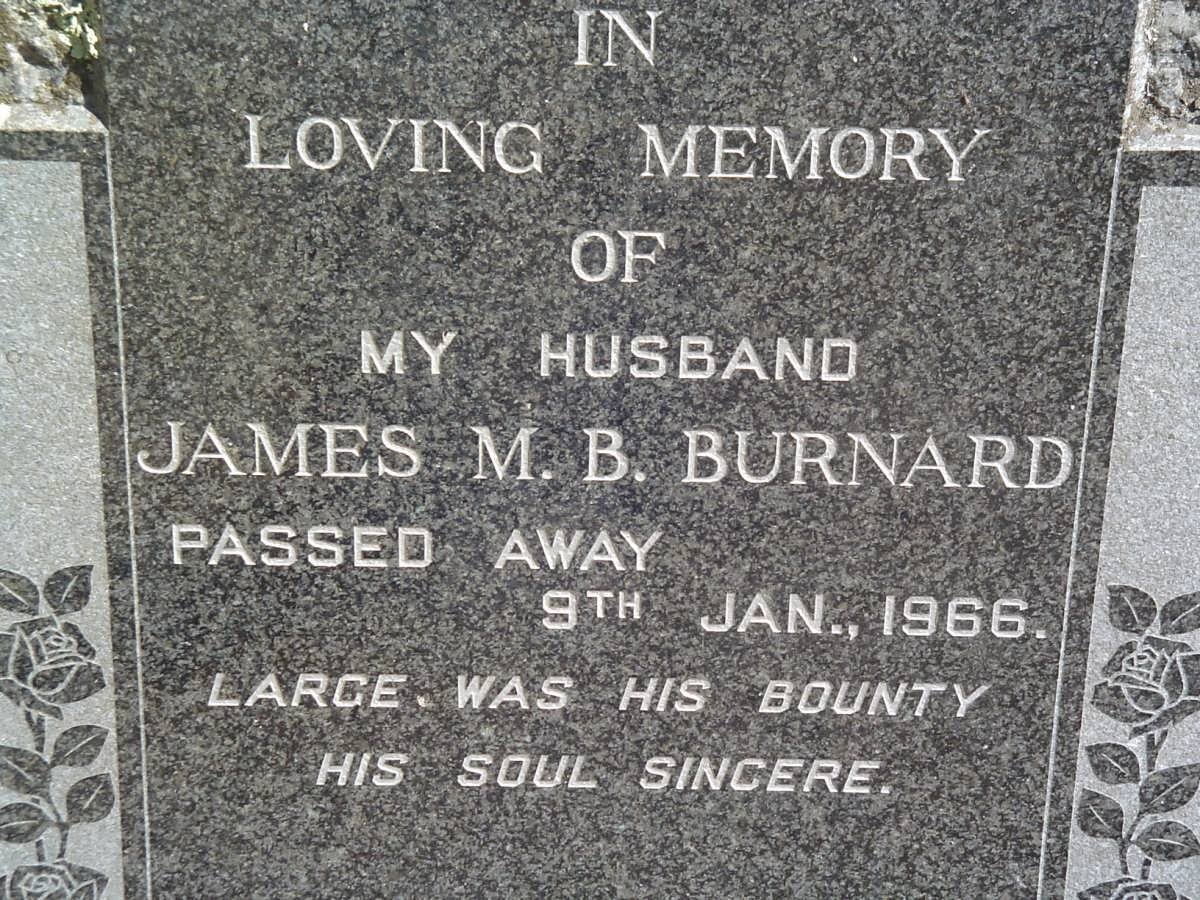 IN
LOVING MEMORY
OF
MY HUSBAND
JAMES M. B. BURNARD
PASSED AWAY
9TH JAN., 1966.
LARGE. WAS HIS BOUNTY
HIS SOUL SINCERE.